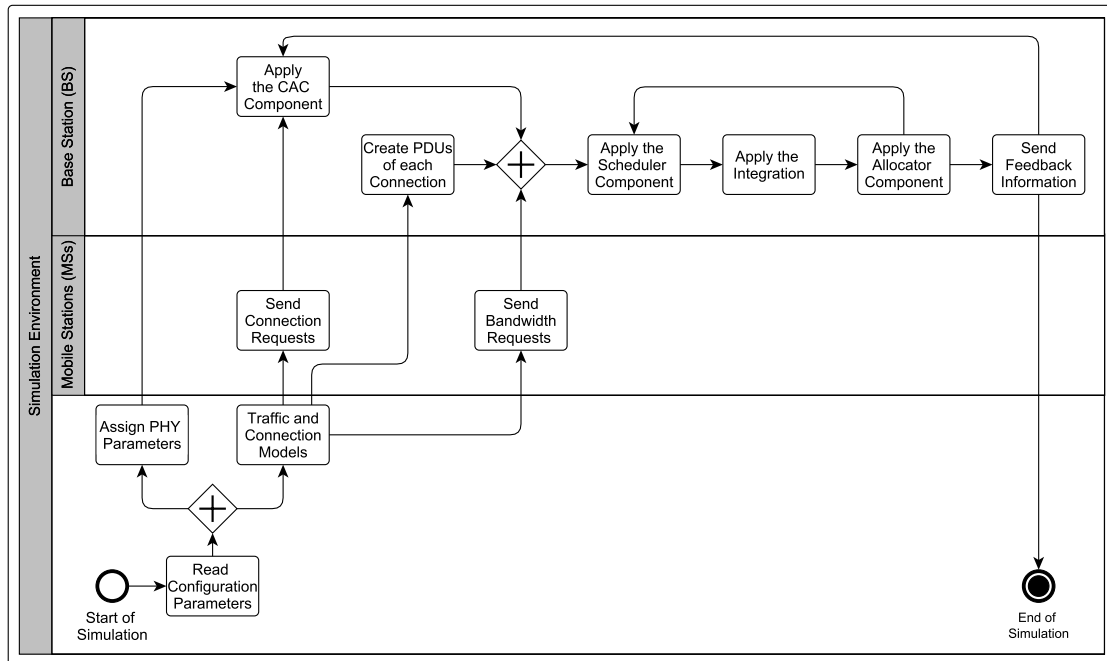 Simulation Environment
Base Station (BS)
Mobile Stations (MSs)
Apply
the CAC
Component
Create PDUs
of each
Connection
Apply the
Scheduler
Component
Apply the
Integration
Apply the
Allocator
Component
Send
Feedback
Information
Send
Connection
Requests
Send
Bandwidth
Requests
Assign PHY
Parameters
Traffic and
Connection
Models
Read
Configuration
Parameters
Start of
Simulation
End of
Simulation